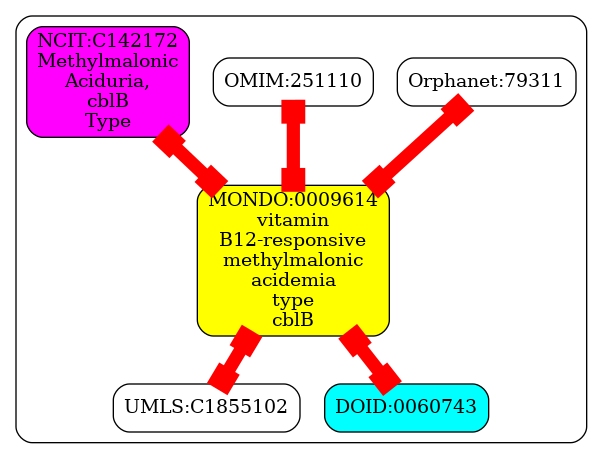 NCIT:C142172
Methylmalonic
Aciduria,
cblB
Type
OMIM:251110
Orphanet:79311
MONDO:0009614
vitamin
B12-responsive
methylmalonic
acidemia
type
cblB
UMLS:C1855102
DOID:0060743